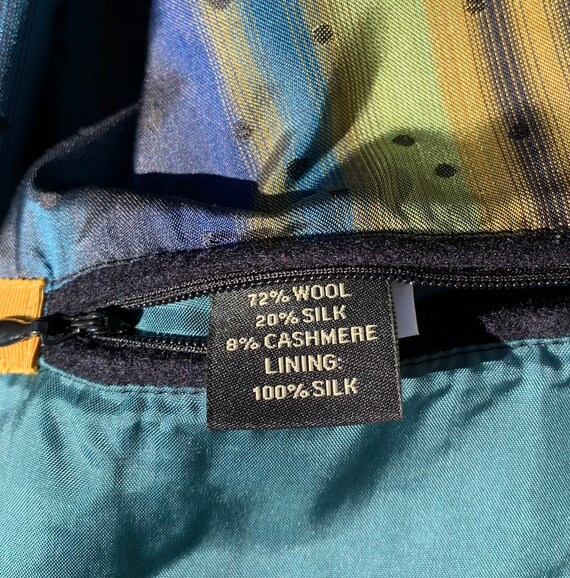 72% WOOL
20% SILK
8% CASHMERE
LINING:
100% SILK